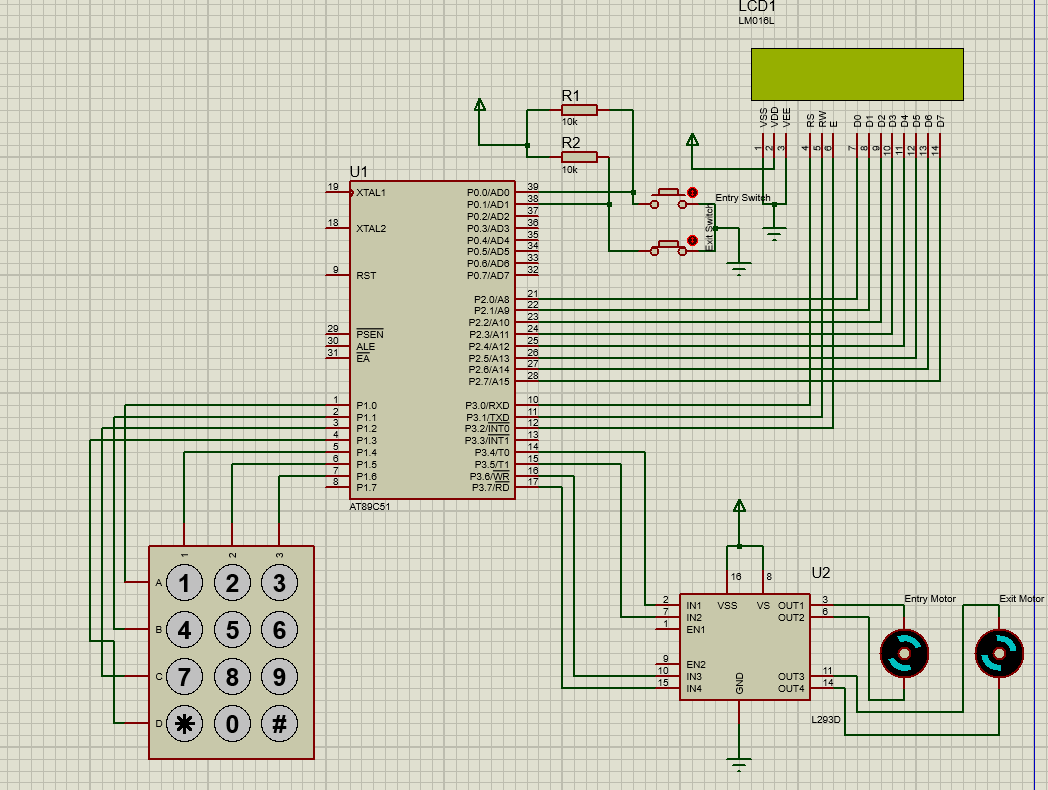 LCD1
LM016L
VSS VDD VEE RS RW E D0 D1 D2 D3 D4 D5 D6 D7
1 2 3 4 5 6 7 8 9 10 11 12 13 14
R1
10k
R2
10k
Entry Switch
Exit Switch
U1
19 XTAL1 P0.0/AD0 39
P0.1/AD1 38
P0.2/AD2 37
18 XTAL2 P0.3/AD3 36
P0.4/AD4 35
P0.5/AD5 34
P0.6/AD6 33
9 RST P0.7/AD7 32
P2.0/A8 21
P2.1/A9 22
P2.2/A10 23
29 PSEN P2.3/A11 24
30 ALE P2.4/A12 25
31 EA P2.5/A13 26
P2.6/A14 27
P2.7/A15 28
1 P1.0 P3.0/RXD 10
2 P1.1 P3.1/TXD 11
3 P1.2 P3.2/INT0 12
4 P1.3 P3.3/INT1 13
5 P1.4 P3.4/T0 14
6 P1.5 P3.5/T1 15
7 P1.6 P3.6/WR 16
8 P1.7 P3.7/RD 17
AT89C51
1 2 3
A 1 2 3
B 4 5 6
C 7 8 9
D * 0 #
U2
16 8
VSS VS
2 IN1 OUT1 3
7 IN2 OUT2 6
1 EN1
9 EN2
10 IN3 OUT3 11
15 IN4 OUT4 14
GND
L293D
Entry Motor
Exit Motor